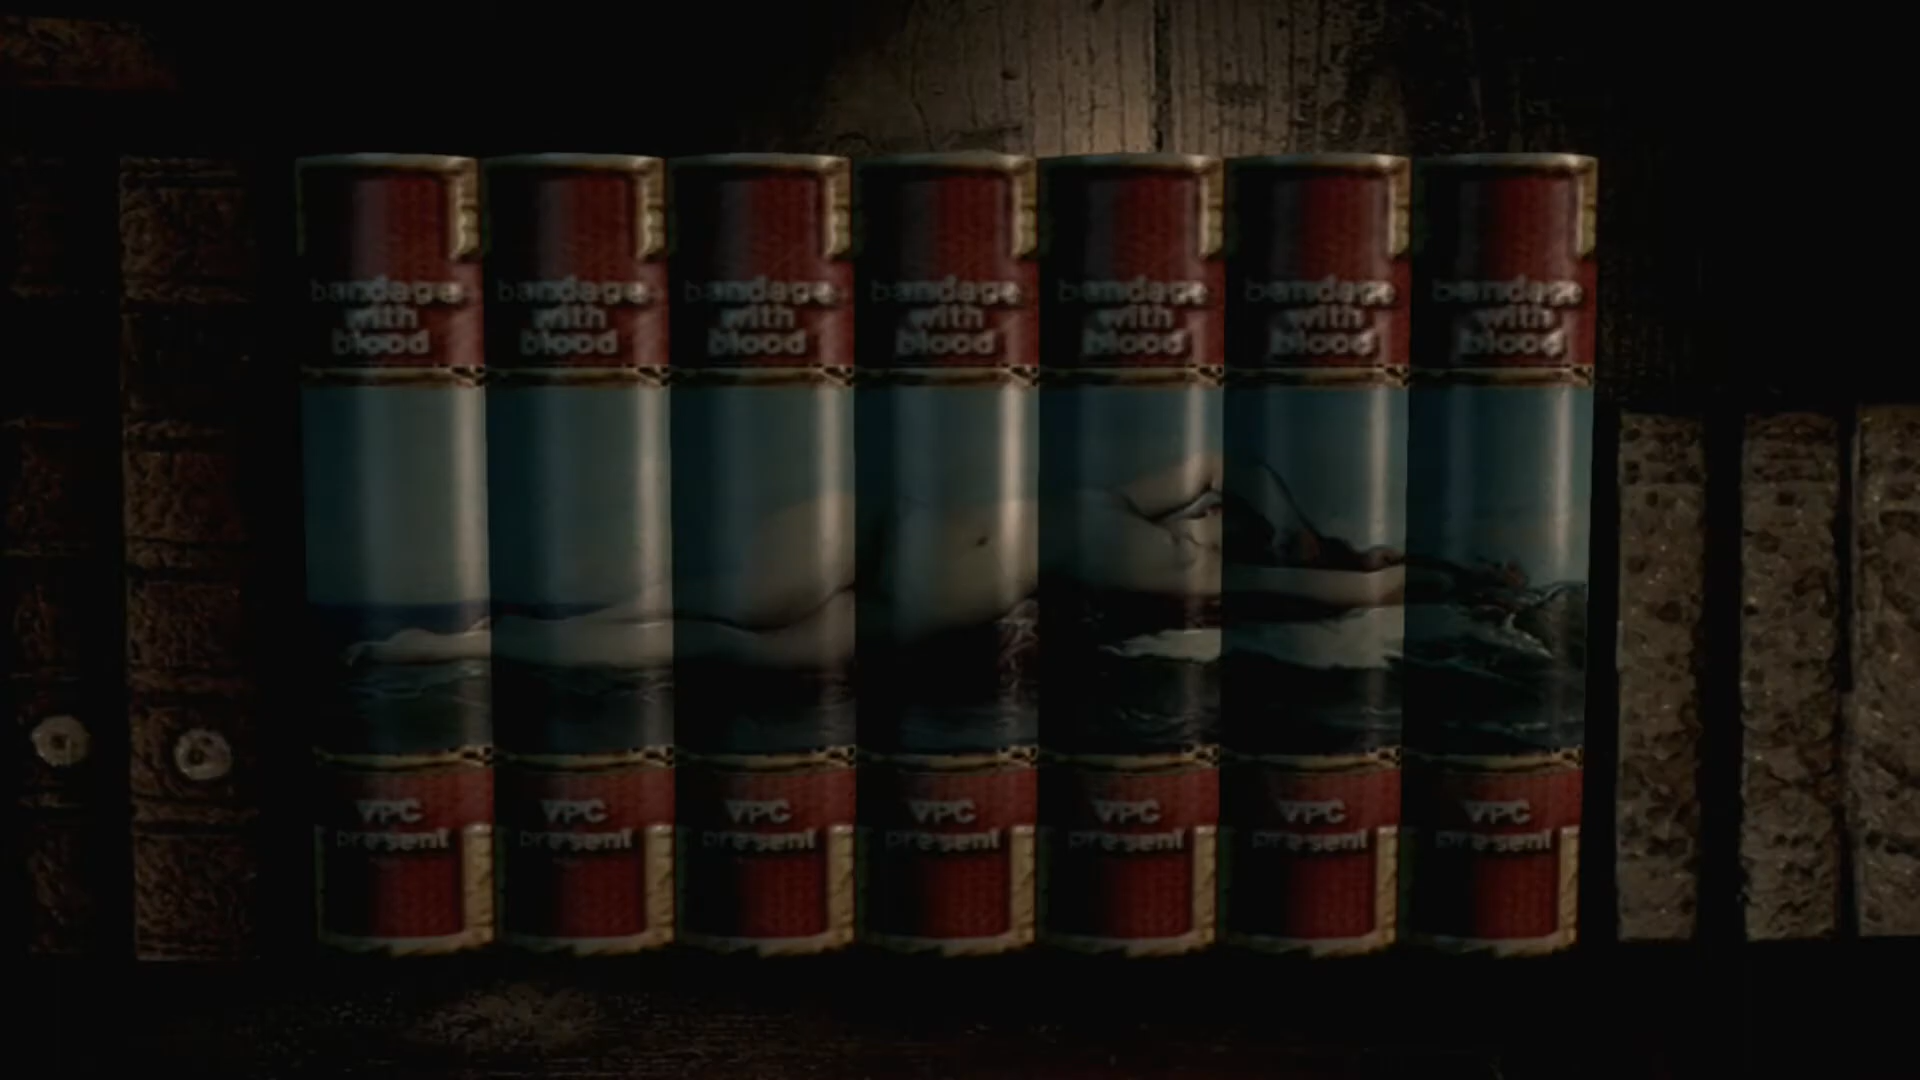 bandage
with
blood
bandage
with
blood
bandage
with
blood
bandage
with
blood
bandage
with
blood
bandage
with
blood
bandage
with
blood
VPC
present
VPC
present
VPC
present
VPC
present
VPC
present
VPC
present
VPC
present